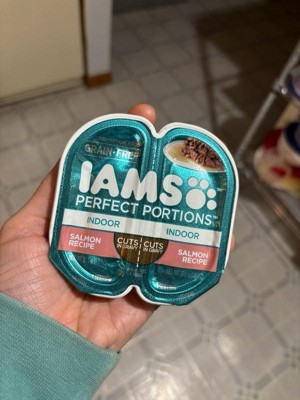 GRAIN-FREE
IAMS
PERFECT PORTIONS™
INDOOR
INDOOR
SALMON
RECIPE
CUTS
IN GRAVY
CUTS
IN GRAVY
SALMON
RECIPE